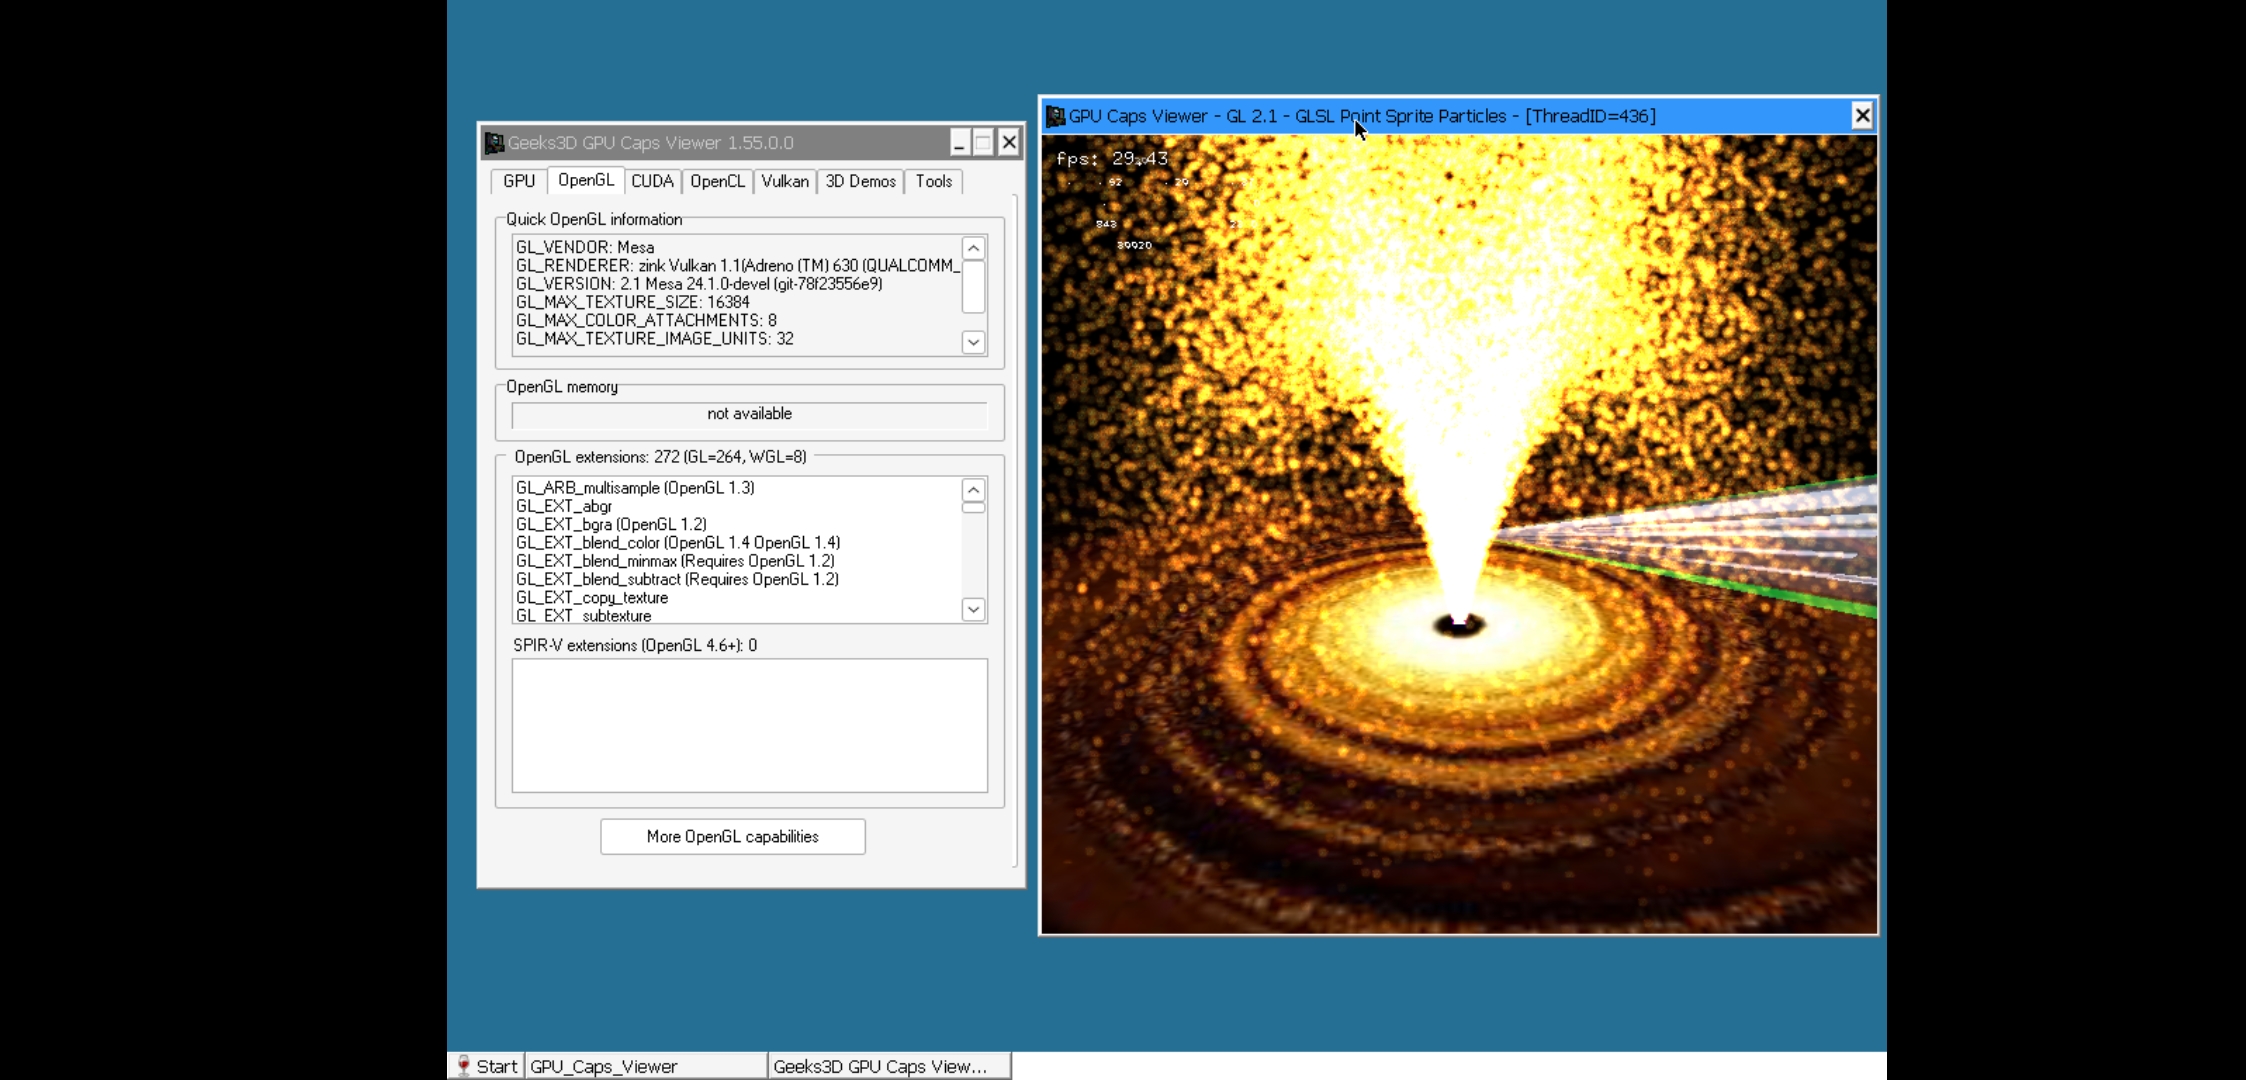 Geeks3D GPU Caps Viewer 1.55.0.0
GPU OpenGL CUDA OpenCL Vulkan 3D Demos Tools
Quick OpenGL information
GL_VENDOR: Mesa
GL_RENDERER: zink Vulkan 1.1(Adreno (TM) 630 (QUALCOMM_
GL_VERSION: 2.1 Mesa 24.1.0-devel (git-78f23556e9)
GL_MAX_TEXTURE_SIZE: 16384
GL_MAX_COLOR_ATTACHMENTS: 8
GL_MAX_TEXTURE_IMAGE_UNITS: 32
OpenGL memory
not available
OpenGL extensions: 272 (GL=264, WGL=8)
GL_ARB_multisample (OpenGL 1.3)
GL_EXT_abgr
GL_EXT_bgra (OpenGL 1.2)
GL_EXT_blend_color (OpenGL 1.4 OpenGL 1.4)
GL_EXT_blend_minmax (Requires OpenGL 1.2)
GL_EXT_blend_subtract (Requires OpenGL 1.2)
GL_EXT_copy_texture
GL_EXT_subtexture
SPIR-V extensions (OpenGL 4.6+): 0
More OpenGL capabilities
GPU Caps Viewer - GL 2.1 - GLSL Point Sprite Particles - [ThreadID=436]
fps: 29.43
39920
Start GPU_Caps_Viewer Geeks3D GPU Caps View...